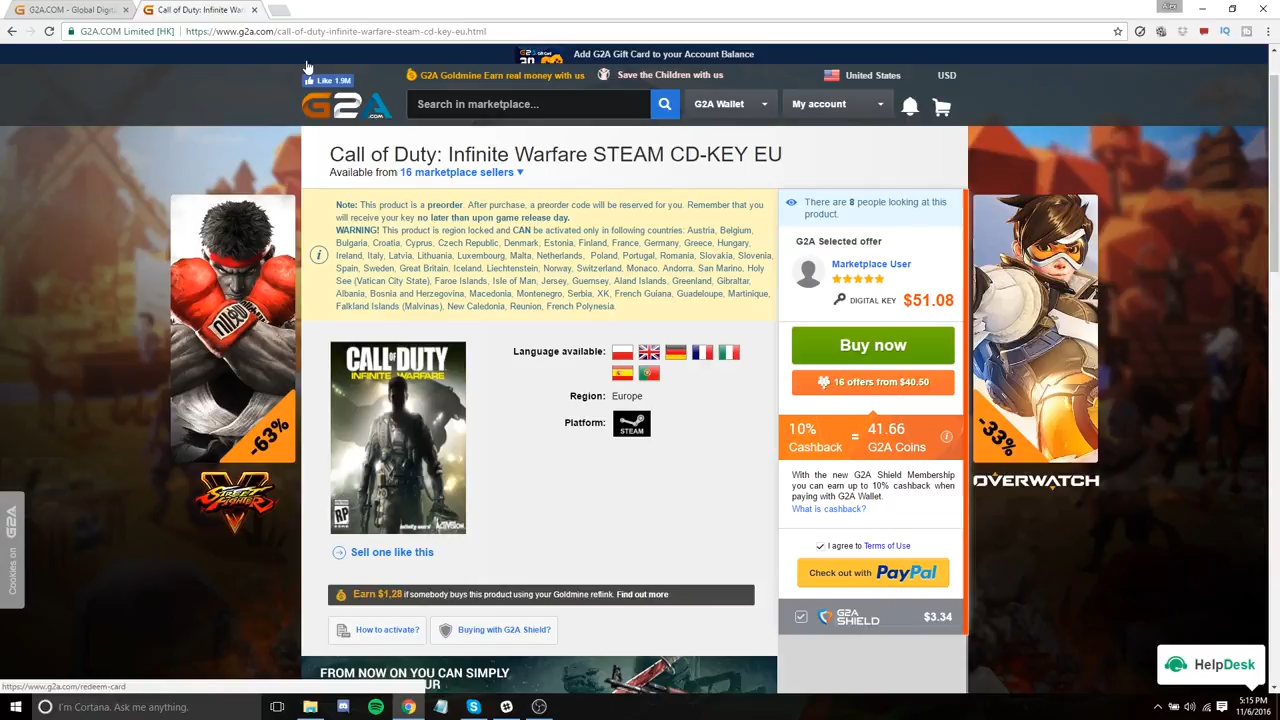 G2A.COM - Global Digit
Call of Duty: Infinite Wa
Alex
G2A.COM Limited [HK]
https://www.g2a.com/call-of-duty-infinite-warfare-steam-cd-key-eu.html
Add G2A Gift Card to your Account Balance
Like 1.9M
G2A Goldmine Earn real money with us
Save the Children with us
United States
USD
G2A.COM
Search in marketplace...
G2A Wallet
My account
Call of Duty: Infinite Warfare STEAM CD-KEY EU
Available from 16 marketplace sellers
Note: This product is a preorder. After purchase, a preorder code will be reserved for you. Remember that you
will receive your key no later than upon game release day.
WARNING! This product is region locked and CAN be activated only in following countries. Austria, Belgium,
Bulgaria, Croatia, Cyprus, Czech Republic, Denmark, Estonia, Finland, France, Germany, Greece, Hungary,
Ireland, Italy, Latvia, Lithuania, Luxembourg, Malta, Netherlands, Poland, Portugal, Romania, Slovakia, Slovenia,
Spain, Sweden, Great Britain, Iceland, Liechtenstein, Norway, Switzerland, Monaco, Andorra, San Marino, Holy
See (Vatican City State), Faroe Islands, Isle of Man, Jersey, Guernsey, Aland Islands, Greenland, Gibraltar,
Albania, Bosnia and Herzegovina, Macedonia, Montenegro, Serbia, XK, French Guiana, Guadeloupe, Martinique,
Falkland Islands (Malvinas), New Caledonia, Reunion, French Polynesia.
There are 8 people looking at this
product.
G2A Selected offer
Marketplace User
DIGITAL KEY $51.08
Buy now
16 offers from $40.50
10%
Cashback
=
41.66
G2A Coins
With the new G2A Shield Membership
you can earn up to 10% cashback when
paying with G2A Wallet.
What is cashback?
I agree to Terms of Use
Check out with PayPal
G2A
SHIELD
$3.34
CALL OF DUTY
INFINITE WARFARE
RP
infinity ward
ACTIVISION
Language available:
Region: Europe
Platform: STEAM
Sell one like this
Earn $1,28 if somebody buys this product using your Goldmine reflink. Find out more
How to activate?
Buying with G2A Shield?
FROM NOW ON YOU CAN SIMPLY
-63%
STREET
FIGHTER
V
-33%
OVERWATCH
Cookies on G2A
HelpDesk
https://www.g2a.com/redeem-card
I'm Cortana. Ask me anything.
5:15 PM
11/6/2016